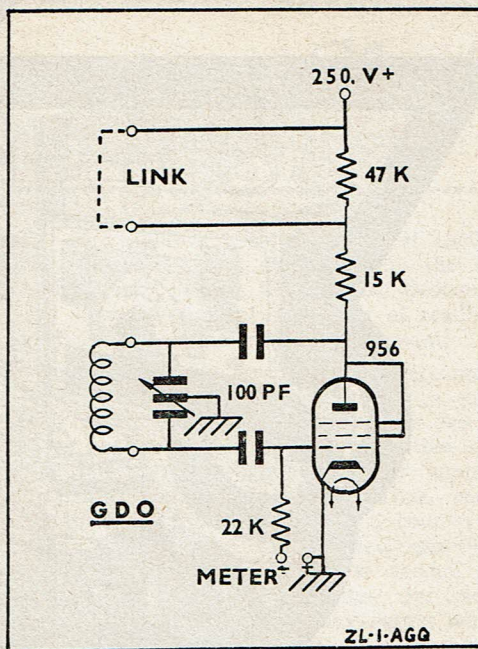 250. V+
LINK
47 K
15 K
956
100 PF
GDO
22 K
METER - +
ZL-1-AGQ